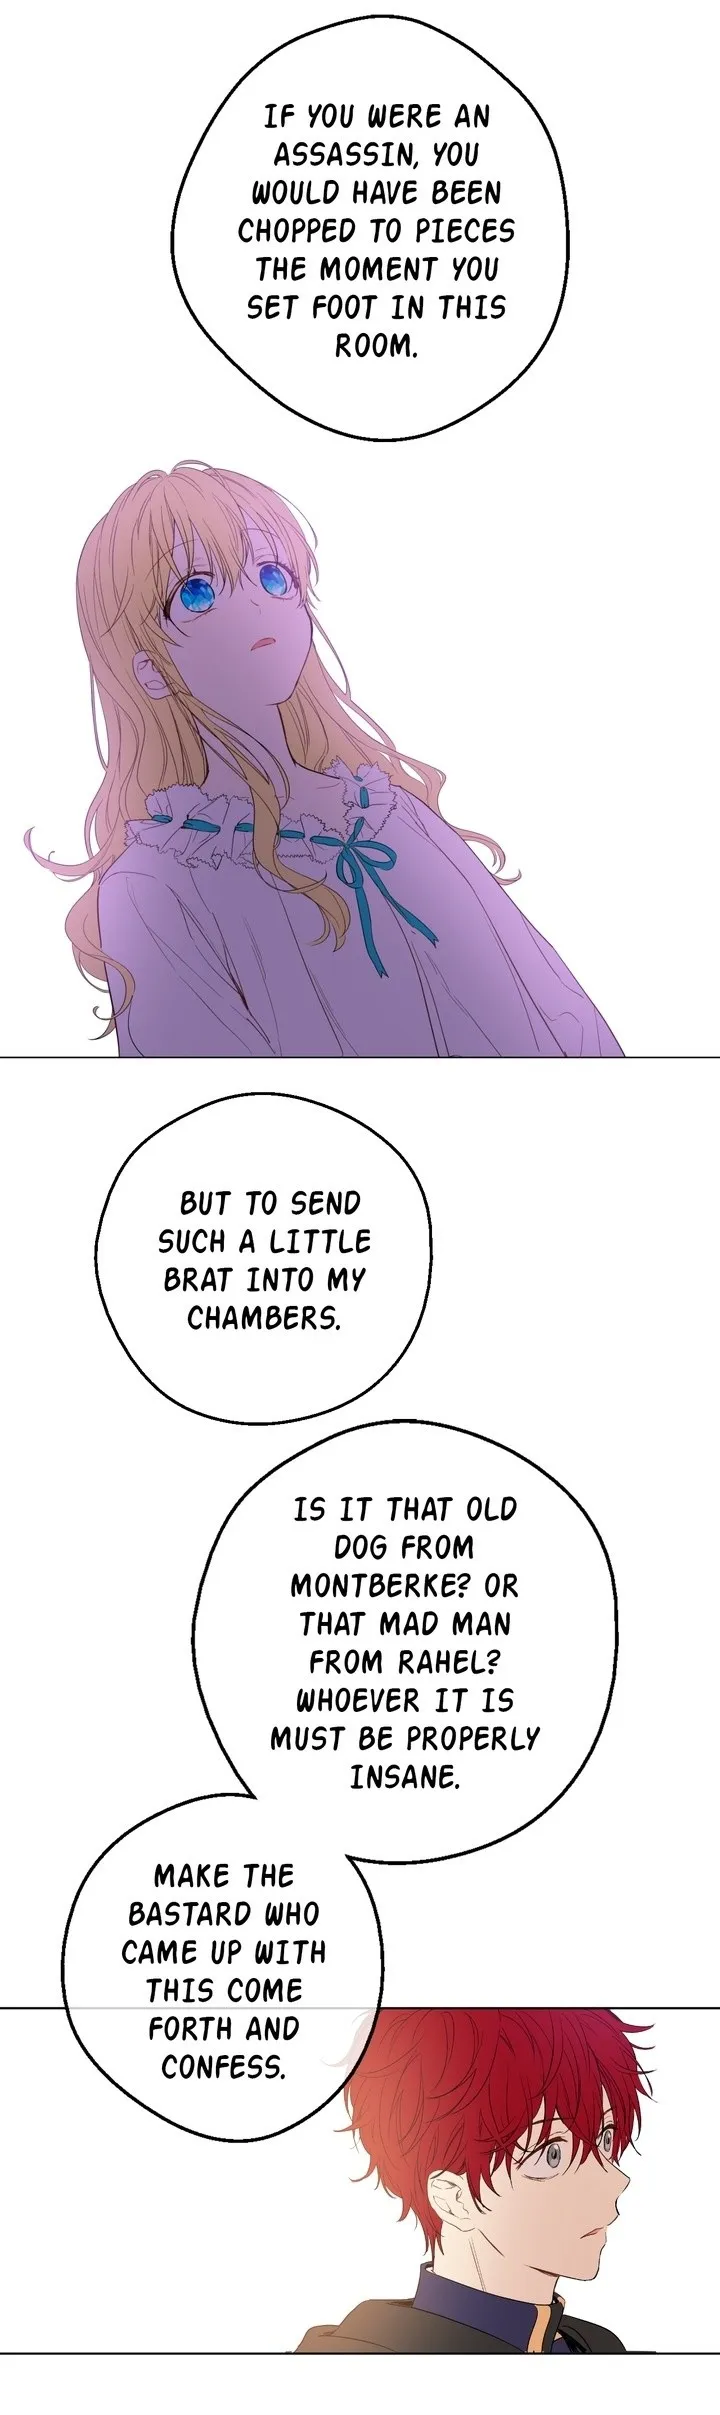 IF YOU WERE AN
ASSASSIN, YOU
WOULD HAVE BEEN
CHOPPED TO PIECES
THE MOMENT YOU
SET FOOT IN THIS
ROOM.
BUT TO SEND
SUCH A LITTLE
BRAT INTO MY
CHAMBERS.
IS IT THAT OLD
DOG FROM
MONTBERKE? OR
THAT MAD MAN
FROM RAHEL?
WHOEVER IT IS
MUST BE PROPERLY
INSANE.
MAKE THE
BASTARD WHO
CAME UP WITH
THIS COME
FORTH AND
CONFESS.